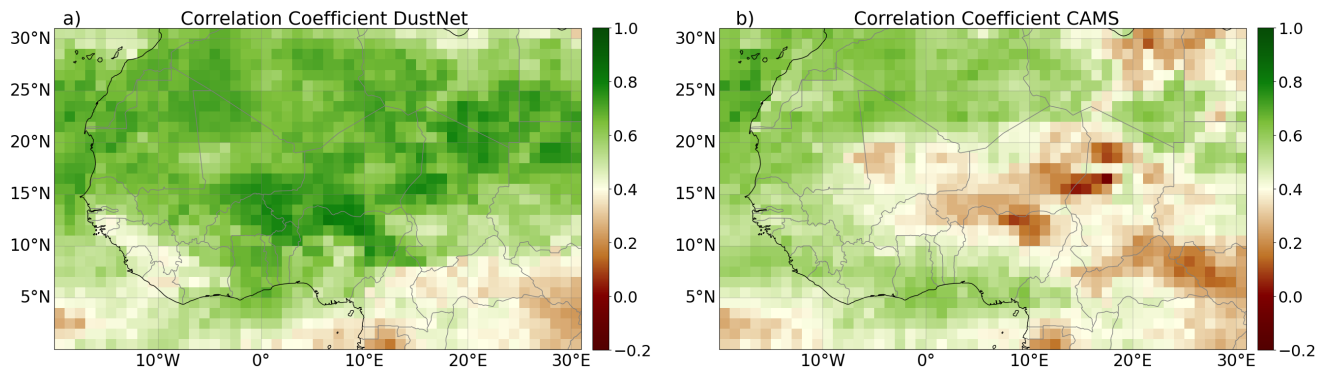 a) Correlation Coefficient DustNet
30°N
25°N
20°N
15°N
10°N
5°N
10°W 0° 10°E 20°E 30°E
1.0
0.8
0.6
0.4
0.2
0.0
−0.2
b) Correlation Coefficient CAMS
30°N
25°N
20°N
15°N
10°N
5°N
10°W 0° 10°E 20°E 30°E
1.0
0.8
0.6
0.4
0.2
0.0
−0.2